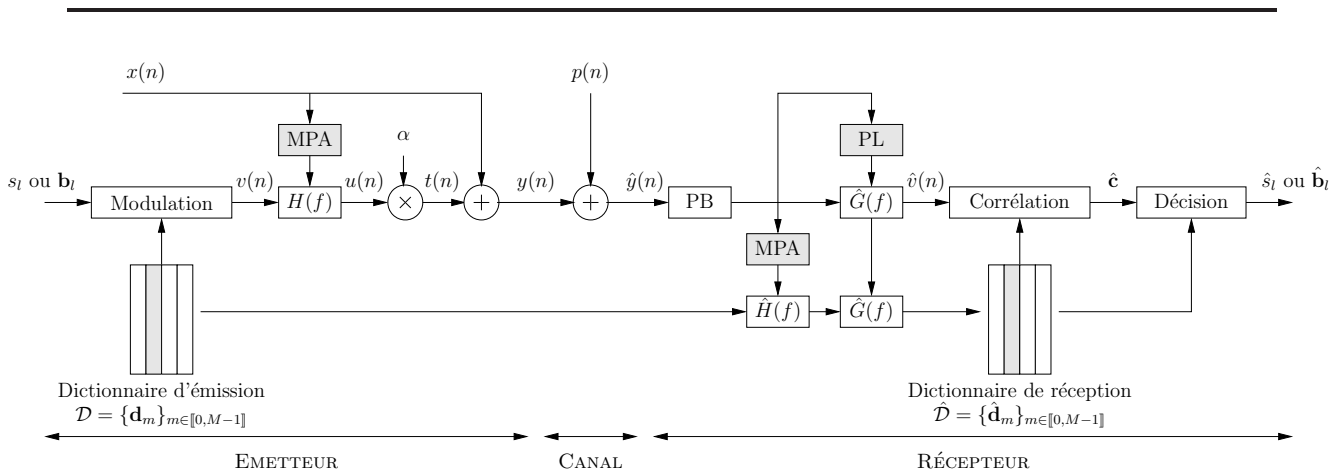 x(n)
p(n)
MPA
α
PL
s_l ou b_l
v(n)
u(n)
t(n)
y(n)
ŷ(n)
v̂(n)
ĉ
ŝ_l ou b̂_l
Modulation
H(f)
×
+
+
PB
Ĝ(f)
Corrélation
Décision
MPA
Ĥ(f)
Ĝ(f)
Dictionnaire d'émission
Dictionnaire de réception
𝒟 = {d_m}_{m∈⟦0,M−1⟧}
𝒟̂ = {d̂_m}_{m∈⟦0,M−1⟧}
EMETTEUR
CANAL
RÉCEPTEUR